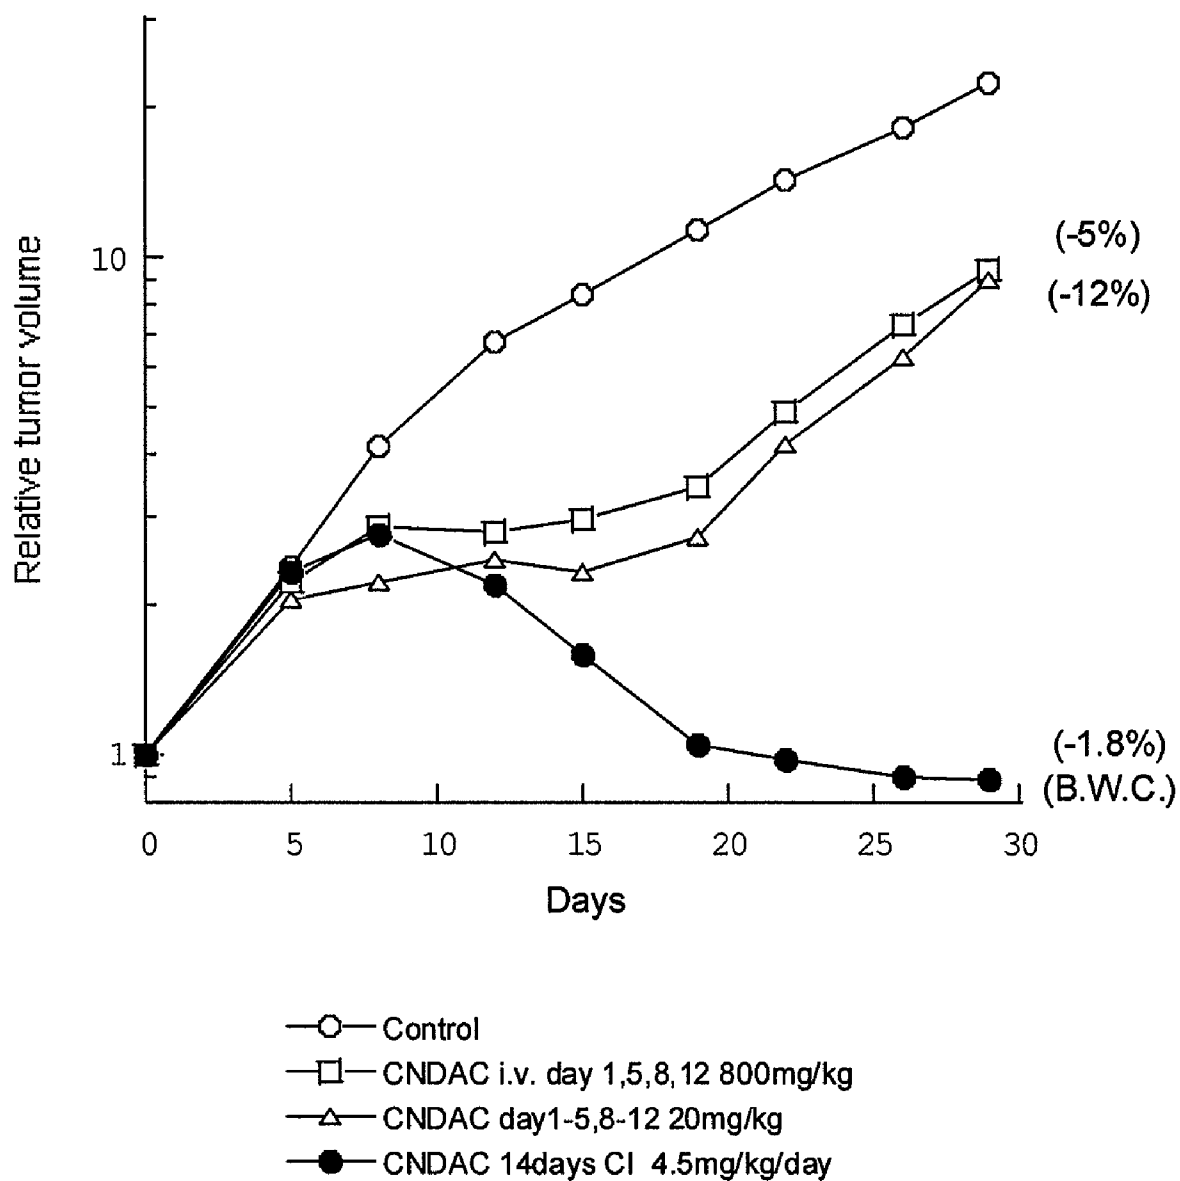 Relative tumor volume
10
1
(-5%)
(-12%)
(-1.8%)
(B.W.C.)
0 5 10 15 20 25 30
Days
Control
CNDAC i.v. day 1,5,8,12 800mg/kg
CNDAC day1-5,8-12 20mg/kg
CNDAC 14days CI 4.5mg/kg/day